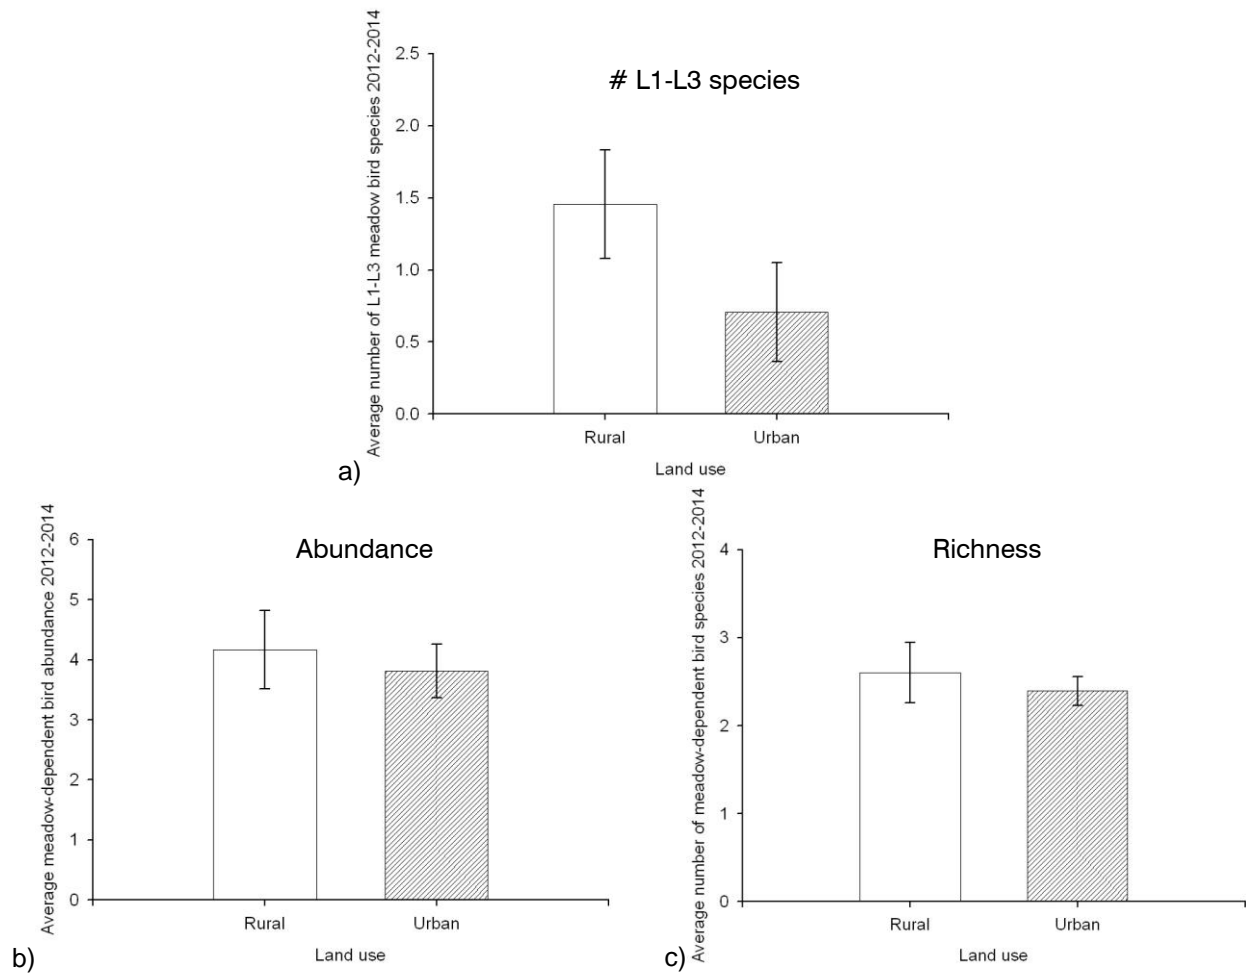 Average number of L1-L3 meadow bird species 2012-2014
# L1-L3 species
2.5
2.0
1.5
1.0
0.5
0.0
Rural Urban
Land use
a)
Average meadow-dependent bird abundance 2012-2014
Abundance
6
5
4
3
2
1
0
Rural Urban
Land use
b)
Average number of meadow-dependent bird species 2012-2014
Richness
4
3
2
1
0
Rural Urban
Land use
c)